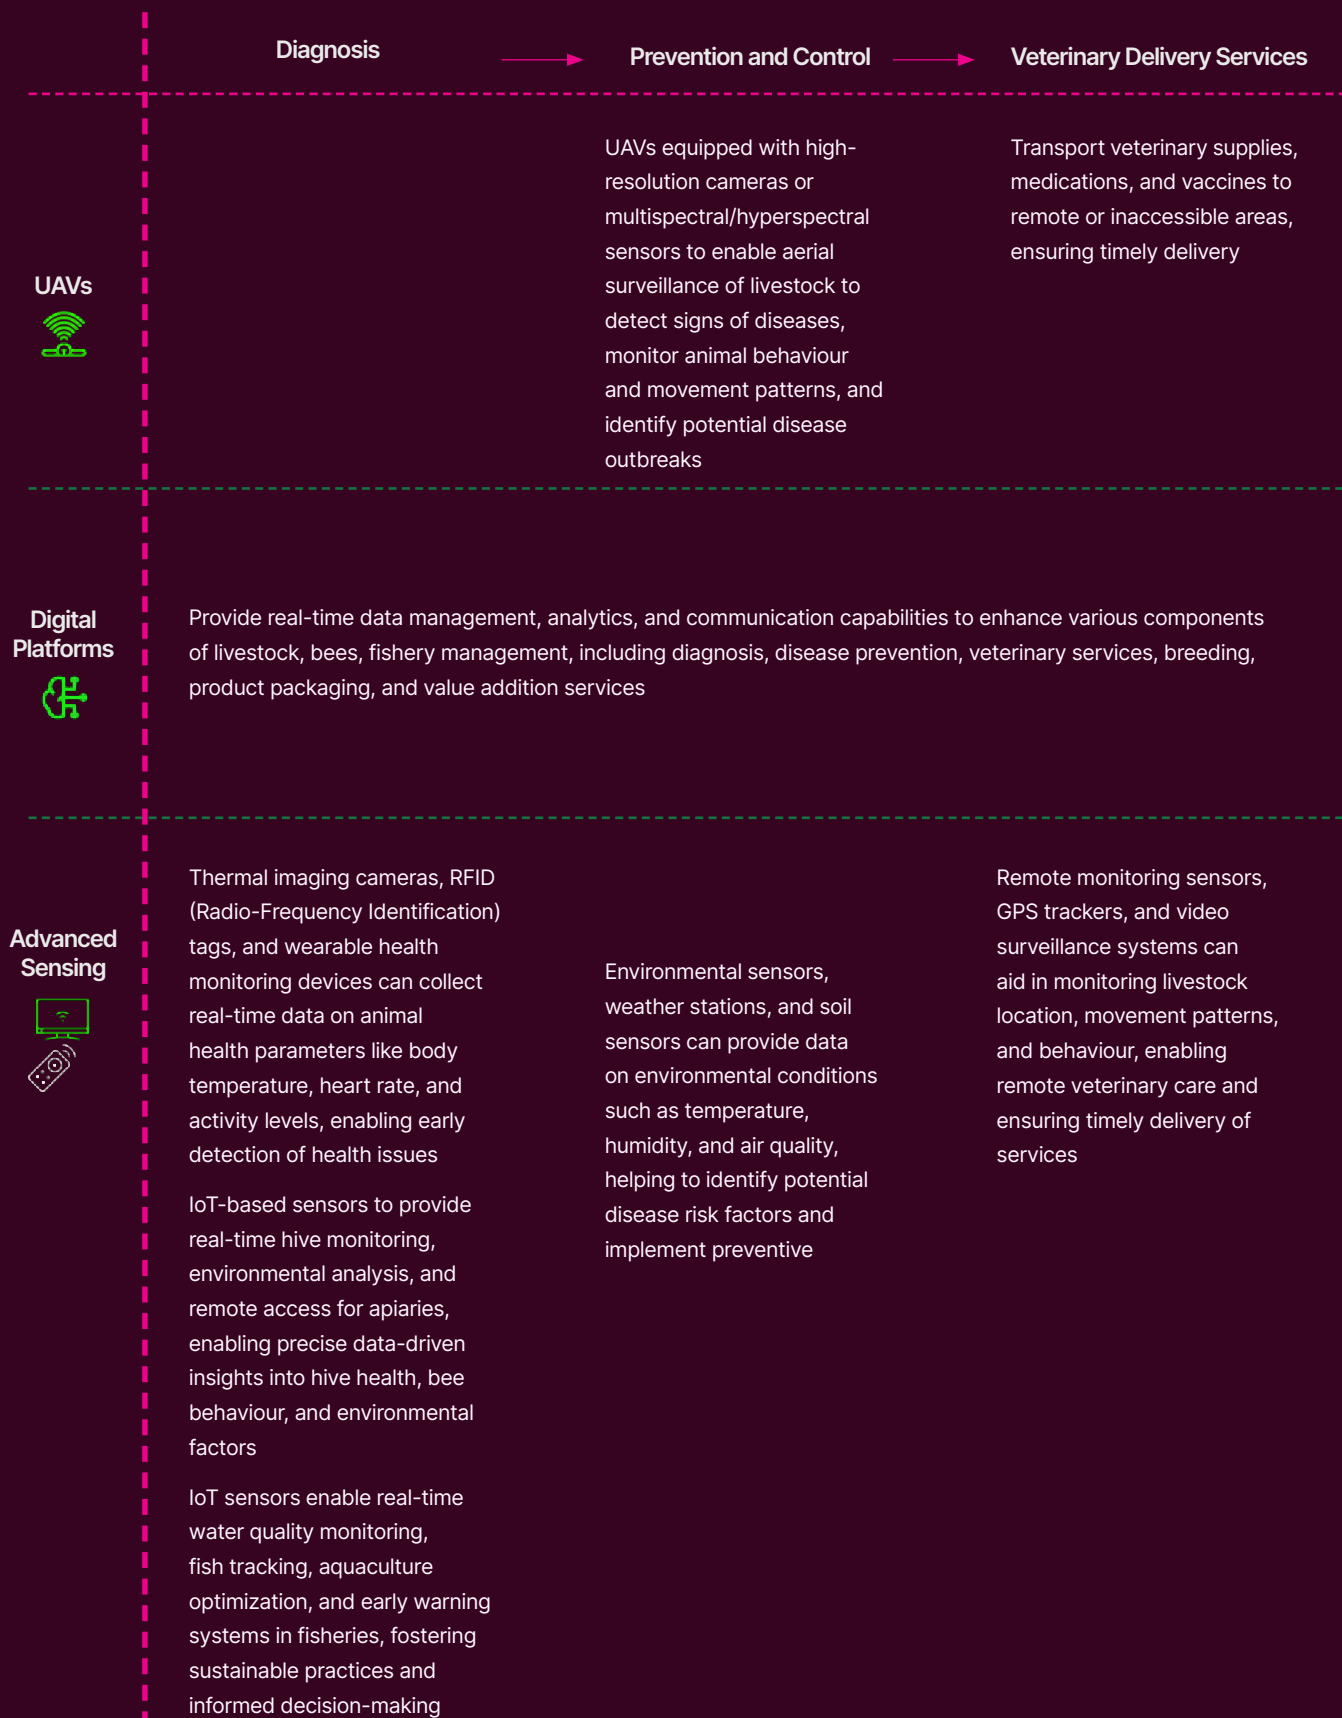 Diagnosis
Prevention and Control
Veterinary Delivery Services
UAVs
UAVs equipped with high-
resolution cameras or
multispectral/hyperspectral
sensors to enable aerial
surveillance of livestock to
detect signs of diseases,
monitor animal behaviour
and movement patterns, and
identify potential disease
outbreaks
Transport veterinary supplies,
medications, and vaccines to
remote or inaccessible areas,
ensuring timely delivery
Digital
Platforms
Provide real-time data management, analytics, and communication capabilities to enhance various components
of livestock, bees, fishery management, including diagnosis, disease prevention, veterinary services, breeding,
product packaging, and value addition services
Advanced
Sensing
Thermal imaging cameras, RFID
(Radio-Frequency Identification)
tags, and wearable health
monitoring devices can collect
real-time data on animal
health parameters like body
temperature, heart rate, and
activity levels, enabling early
detection of health issues
IoT-based sensors to provide
real-time hive monitoring,
environmental analysis, and
remote access for apiaries,
enabling precise data-driven
insights into hive health, bee
behaviour, and environmental
factors
IoT sensors enable real-time
water quality monitoring,
fish tracking, aquaculture
optimization, and early warning
systems in fisheries, fostering
sustainable practices and
informed decision-making
Environmental sensors,
weather stations, and soil
sensors can provide data
on environmental conditions
such as temperature,
humidity, and air quality,
helping to identify potential
disease risk factors and
implement preventive
Remote monitoring sensors,
GPS trackers, and video
surveillance systems can
aid in monitoring livestock
location, movement patterns,
and behaviour, enabling
remote veterinary care and
ensuring timely delivery of
services